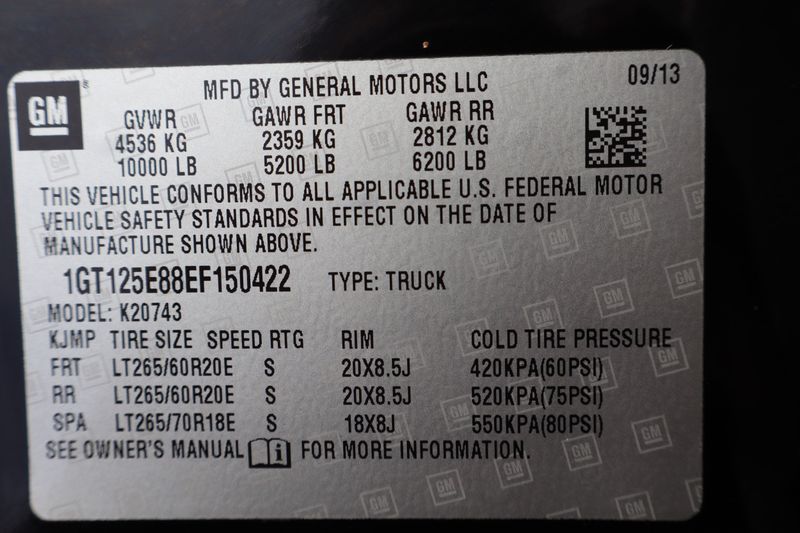 GM
MFD BY GENERAL MOTORS LLC 09/13
GVWR GAWR FRT GAWR RR
4536 KG 2359 KG 2812 KG
10000 LB 5200 LB 6200 LB
THIS VEHICLE CONFORMS TO ALL APPLICABLE U.S. FEDERAL MOTOR
VEHICLE SAFETY STANDARDS IN EFFECT ON THE DATE OF
MANUFACTURE SHOWN ABOVE.
1GT125E88EF150422 TYPE: TRUCK
MODEL: K20743
KJMP TIRE SIZE SPEED RTG RIM COLD TIRE PRESSURE
FRT LT265/60R20E S 20X8.5J 420KPA(60PSI)
RR LT265/60R20E S 20X8.5J 520KPA(75PSI)
SPA LT265/70R18E S 18X8J 550KPA(80PSI)
SEE OWNER'S MANUAL FOR MORE INFORMATION.